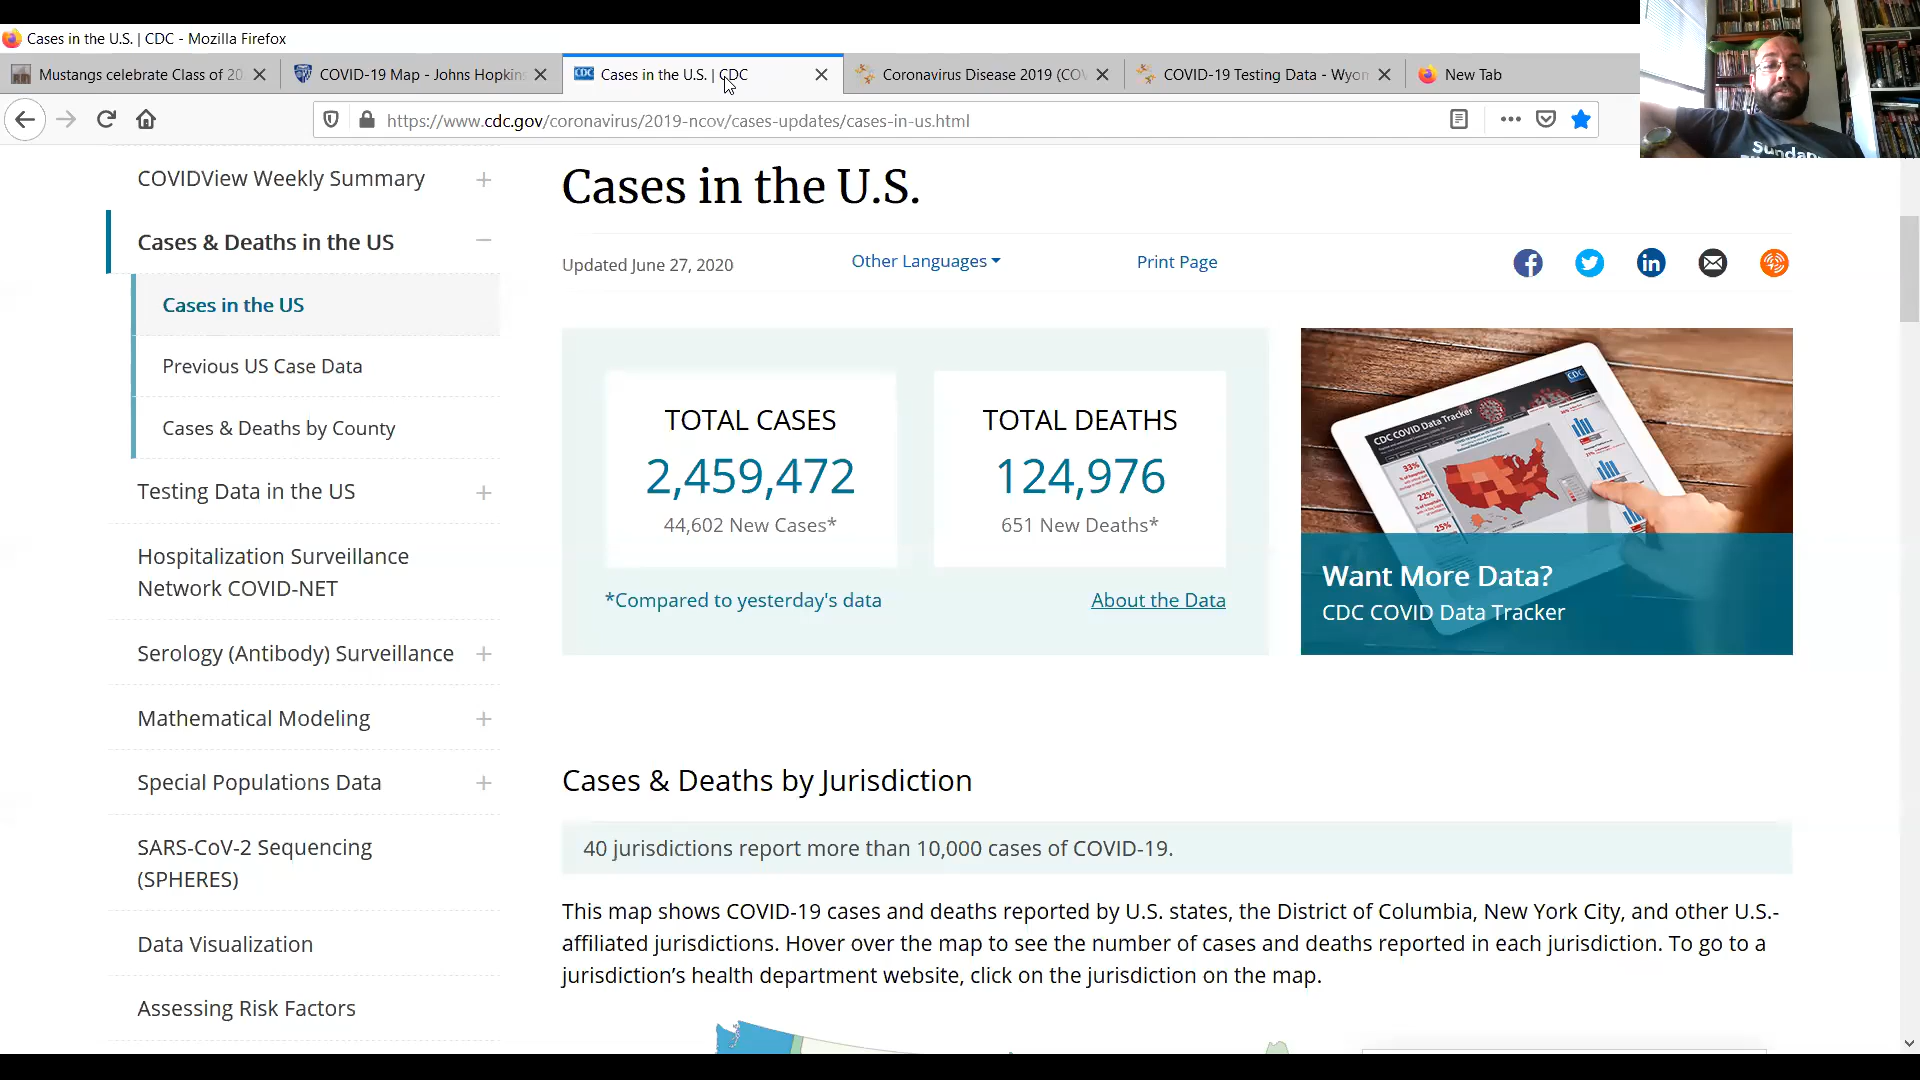 Cases in the U.S. | CDC - Mozilla Firefox
Mustangs celebrate Class of 20
COVID-19 Map - Johns Hopkins
CDC Cases in the U.S. | CDC
Coronavirus Disease 2019 (COV
COVID-19 Testing Data - Wyom
New Tab
https://www.cdc.gov/coronavirus/2019-ncov/cases-updates/cases-in-us.html
COVIDView Weekly Summary
Cases & Deaths in the US
Cases in the US
Previous US Case Data
Cases & Deaths by County
Testing Data in the US
Hospitalization Surveillance
Network COVID-NET
Serology (Antibody) Surveillance
Mathematical Modeling
Special Populations Data
SARS-CoV-2 Sequencing
(SPHERES)
Data Visualization
Assessing Risk Factors
Cases in the U.S.
Updated June 27, 2020
Other Languages
Print Page
TOTAL CASES
2,459,472
44,602 New Cases*
TOTAL DEATHS
124,976
651 New Deaths*
*Compared to yesterday's data
About the Data
CDC
CDC COVID Data Tracker
33%
22%
25%
Want More Data?
CDC COVID Data Tracker
Cases & Deaths by Jurisdiction
40 jurisdictions report more than 10,000 cases of COVID-19.
This map shows COVID-19 cases and deaths reported by U.S. states, the District of Columbia, New York City, and other U.S.-
affiliated jurisdictions. Hover over the map to see the number of cases and deaths reported in each jurisdiction. To go to a
jurisdiction’s health department website, click on the jurisdiction on the map.